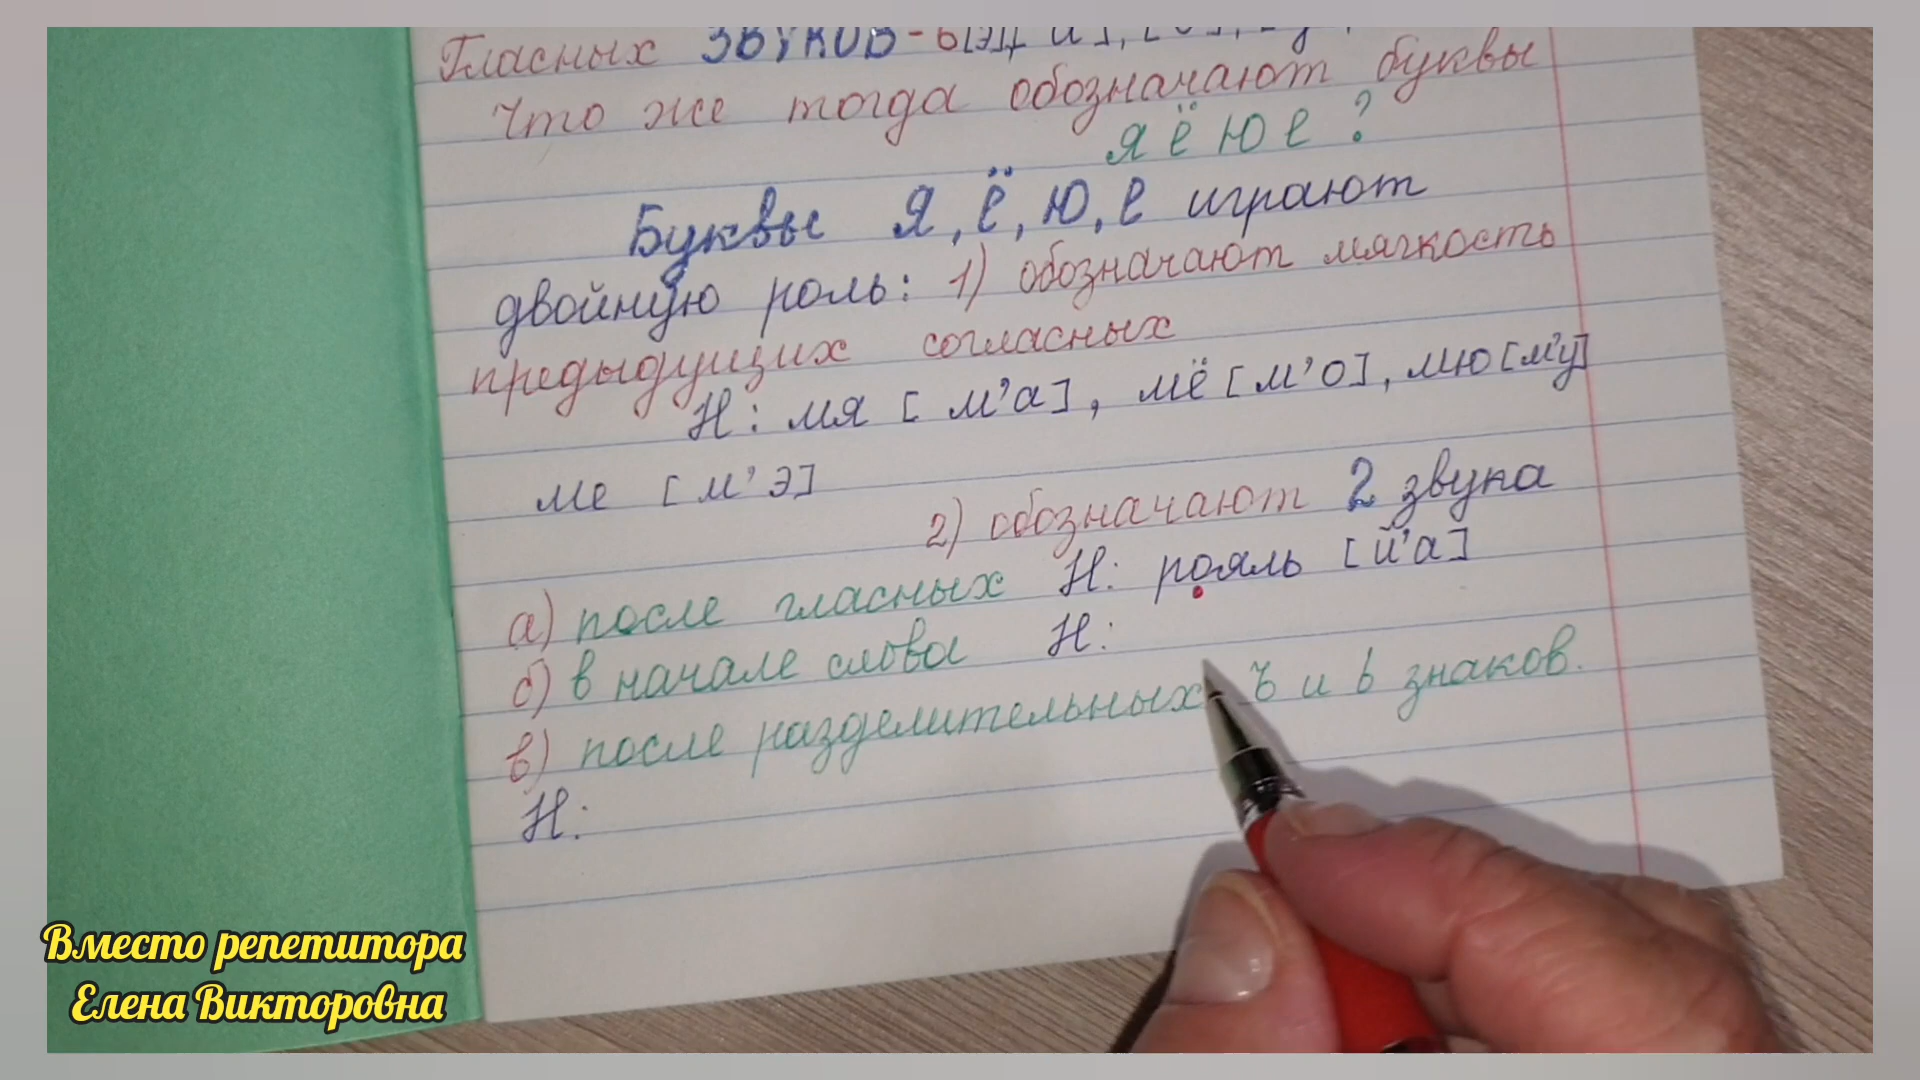 Гласных звуков -
Что же тогда обозначают буквы
я ё ю е ?
Буквы я, ё, ю, е играют
двойную роль: 1) обозначают мягкость
предыдущих согласных
Н: мя [м’а], мё [м’о], мю [м’у]
ме [м’э]
2) обозначают 2 звука
а) после гласных Н: рояль [й’а]
б) в начале слова Н:
в) после разделительных ъ и ь знаков.
Н:
Вместо репетитора
Елена Викторовна